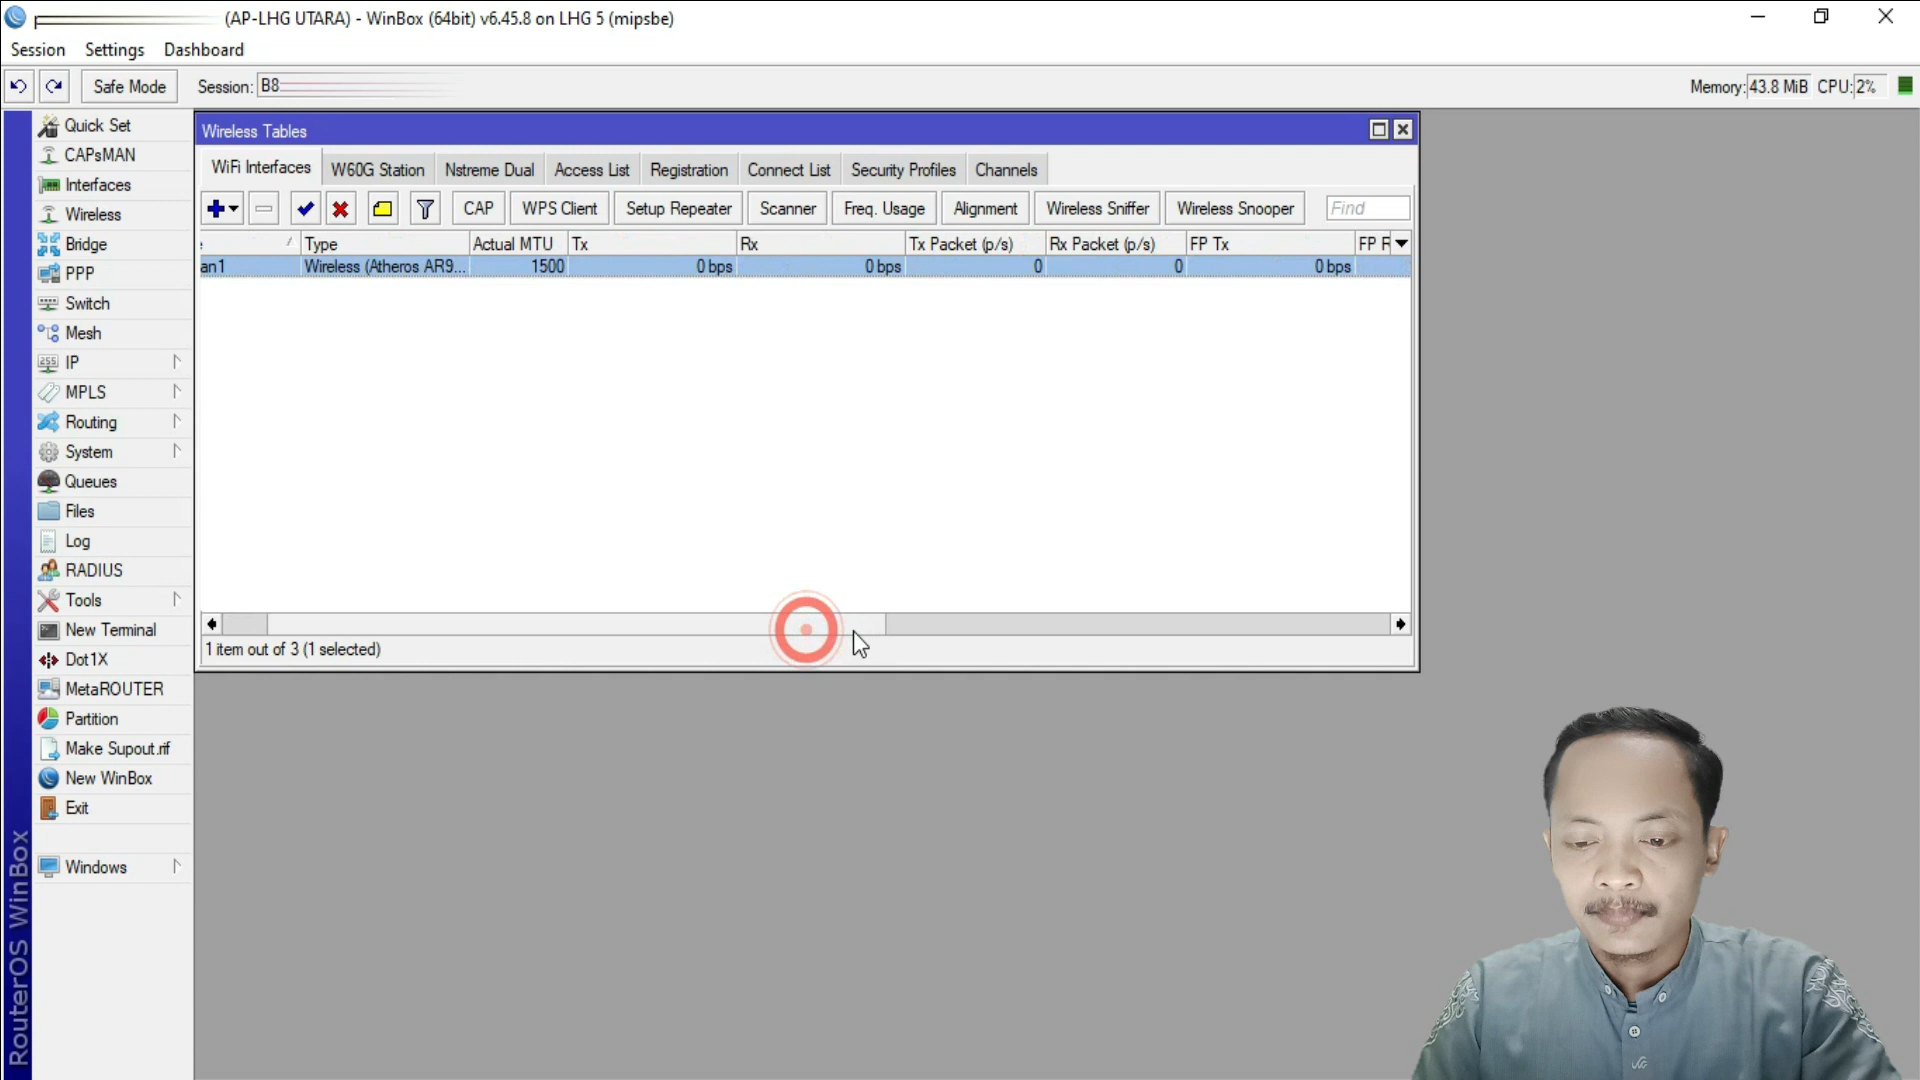 (AP-LHG UTARA) - WinBox (64bit) v6.45.8 on LHG 5 (mipsbe)
Session Settings Dashboard
Safe Mode Session: B8 Memory: 43.8 MiB CPU: 2%
Quick Set
CAPsMAN
Interfaces
Wireless
Bridge
PPP
Switch
Mesh
IP
MPLS
Routing
System
Queues
Files
Log
RADIUS
Tools
New Terminal
Dot1X
MetaROUTER
Partition
Make Supout.rif
New WinBox
Exit
Windows
RouterOS WinBox
Wireless Tables
WiFi Interfaces W60G Station Nstreme Dual Access List Registration Connect List Security Profiles Channels
CAP WPS Client Setup Repeater Scanner Freq. Usage Alignment Wireless Sniffer Wireless Snooper Find
Type Actual MTU Tx Rx Tx Packet (p/s) Rx Packet (p/s) FP Tx FP R
an1 Wireless (Atheros AR9... 1500 0 bps 0 bps 0 0 0 bps
1 item out of 3 (1 selected)